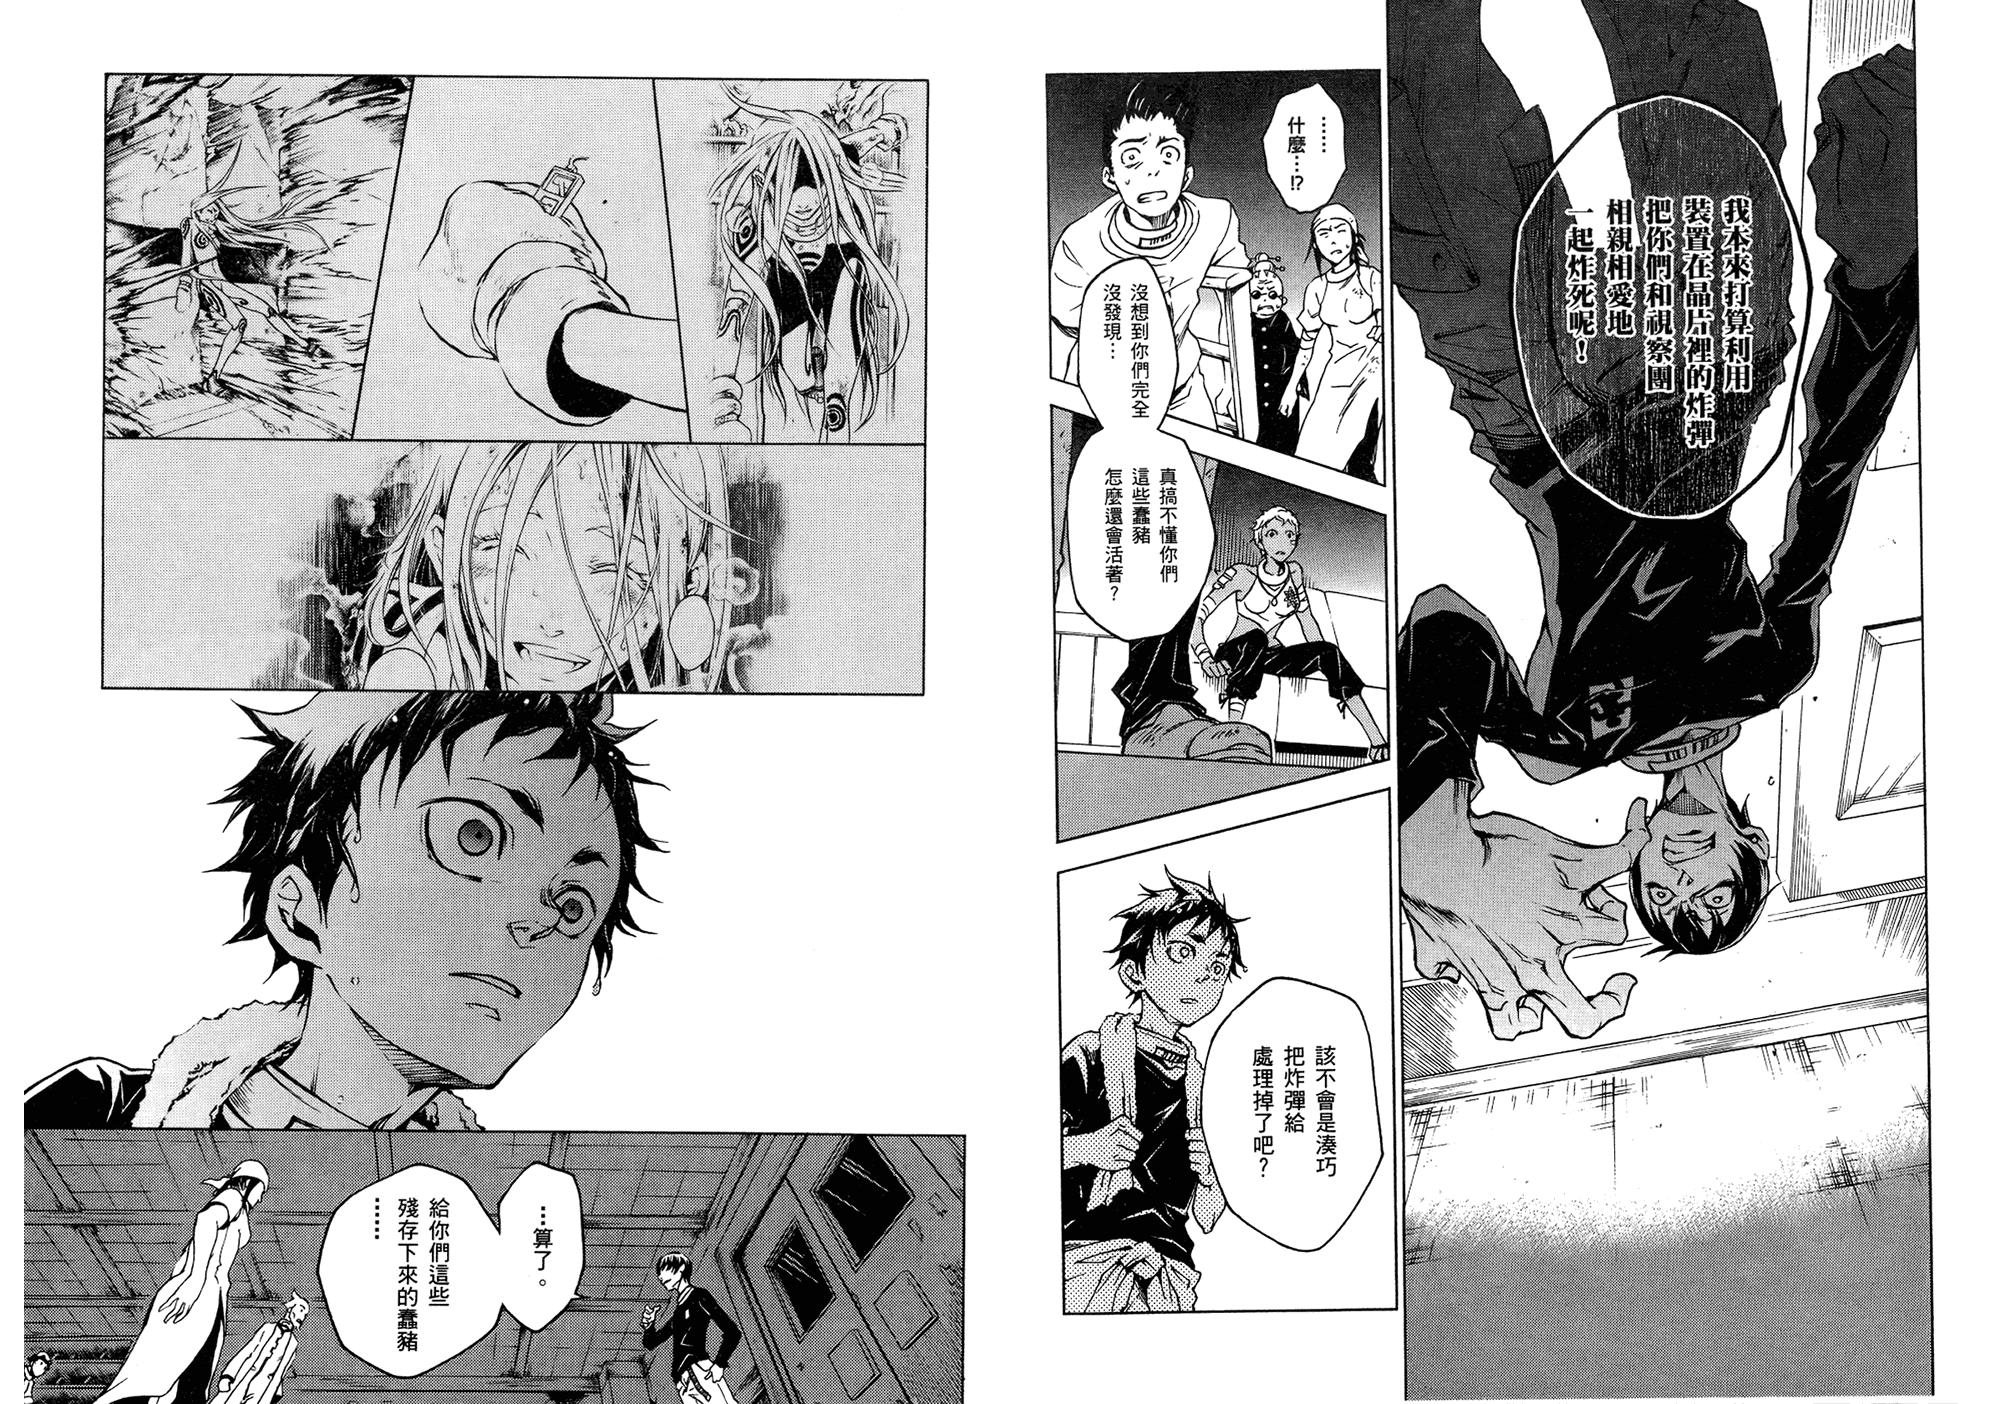 我本來打算利用
裝置在晶片裡的炸彈
把你們和視察團
相親相愛地
一起炸死呢！
⋯⋯
什麼⋯!?
沒想到你們完全
沒發現⋯
真搞不懂你們
這些蠢豬
怎麼還會活著？
該不會是湊巧
把炸彈給
處理掉了吧？
⋯算了。
給你們這些
殘存下來的蠢豬
⋯⋯